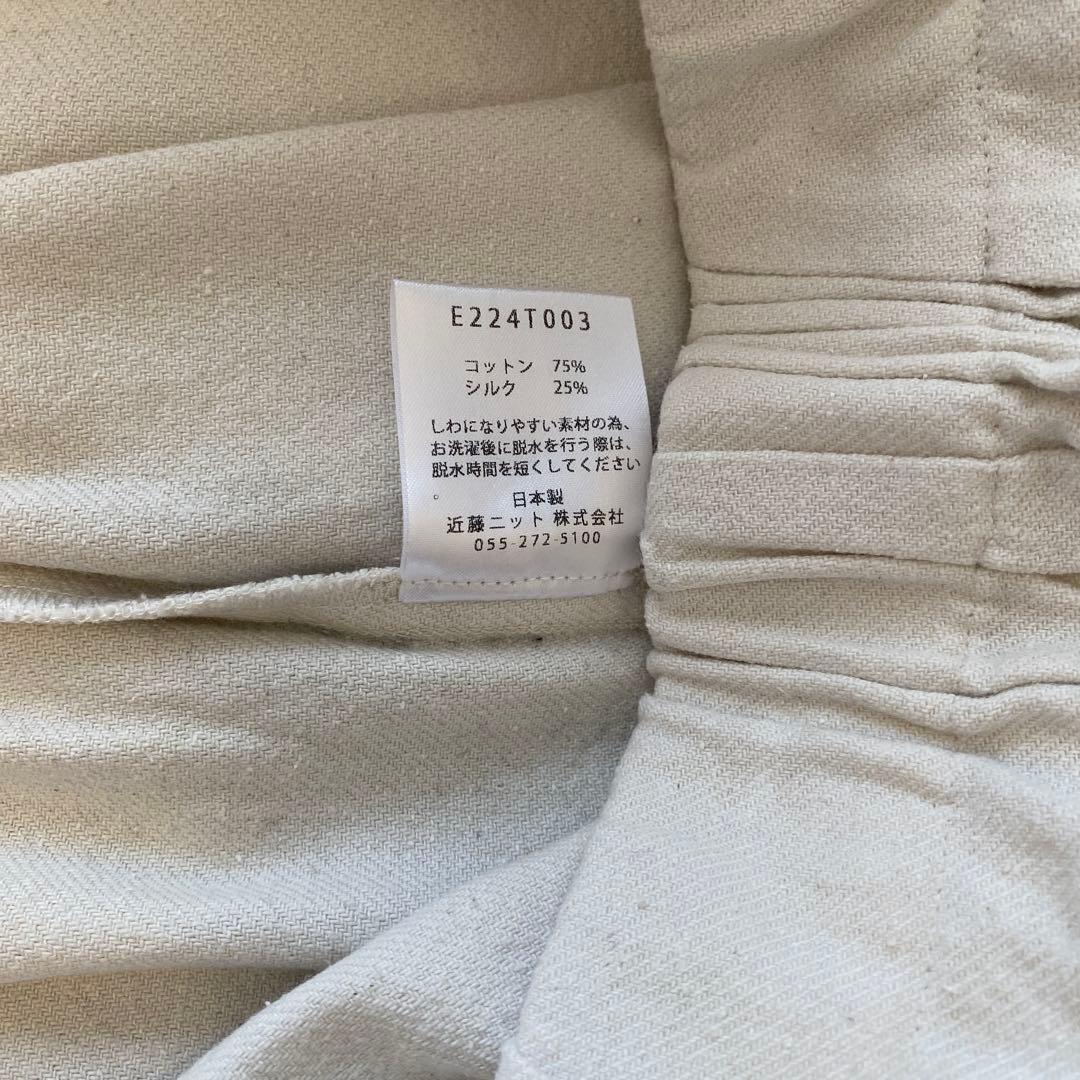 E224T003
コットン 75%
シルク 25%
しわになりやすい素材の為、
お洗濯後に脱水を行う際は、
脱水時間を短くしてください
。
日本製
近藤ニット 株式会社
055-272-5100